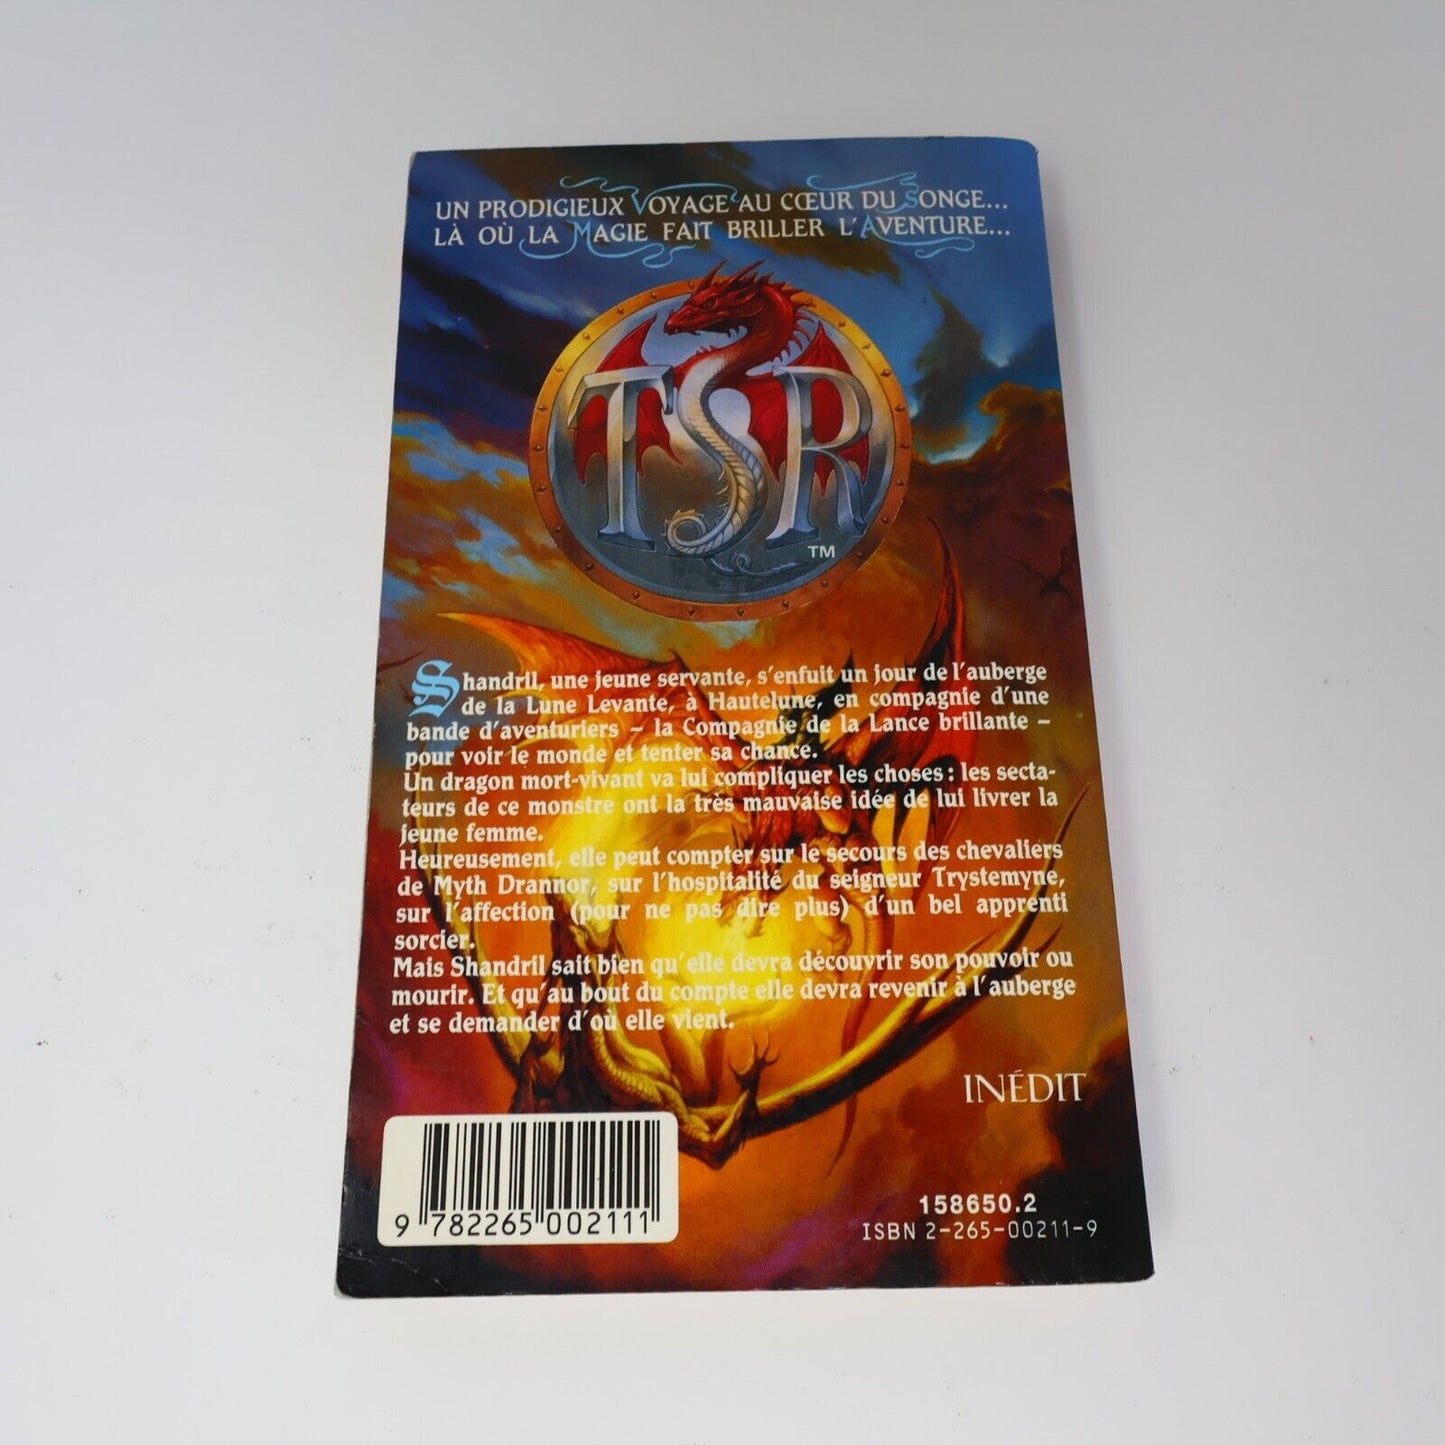 UN PRODIGIEUX VOYAGE AU CŒUR DU SONGE...
LÀ OÙ LA MAGIE FAIT BRILLER L'AVENTURE...
TSR
TM
Shandril, une jeune servante, s'enfuit un jour de l'auberge
de la Lune Levante, à Hautelune, en compagnie d'une
bande d'aventuriers – la Compagnie de la Lance brillante –
pour voir le monde et tenter sa chance.
Un dragon mort-vivant va lui compliquer les choses : les secta-
teurs de ce monstre ont la très mauvaise idée de lui livrer la
jeune femme.
Heureusement, elle peut compter sur le secours des chevaliers
de Myth Drannor, sur l'hospitalité du seigneur Trystemyne,
sur l'affection (pour ne pas dire plus) d'un bel apprenti
sorcier.
Mais Shandril sait bien qu'elle devra découvrir son pouvoir ou
mourir. Et qu'au bout du compte elle devra revenir à l'auberge
et se demander d'où elle vient.
INÉDIT
9 782265 002111
158650.2
ISBN 2-265-00211-9